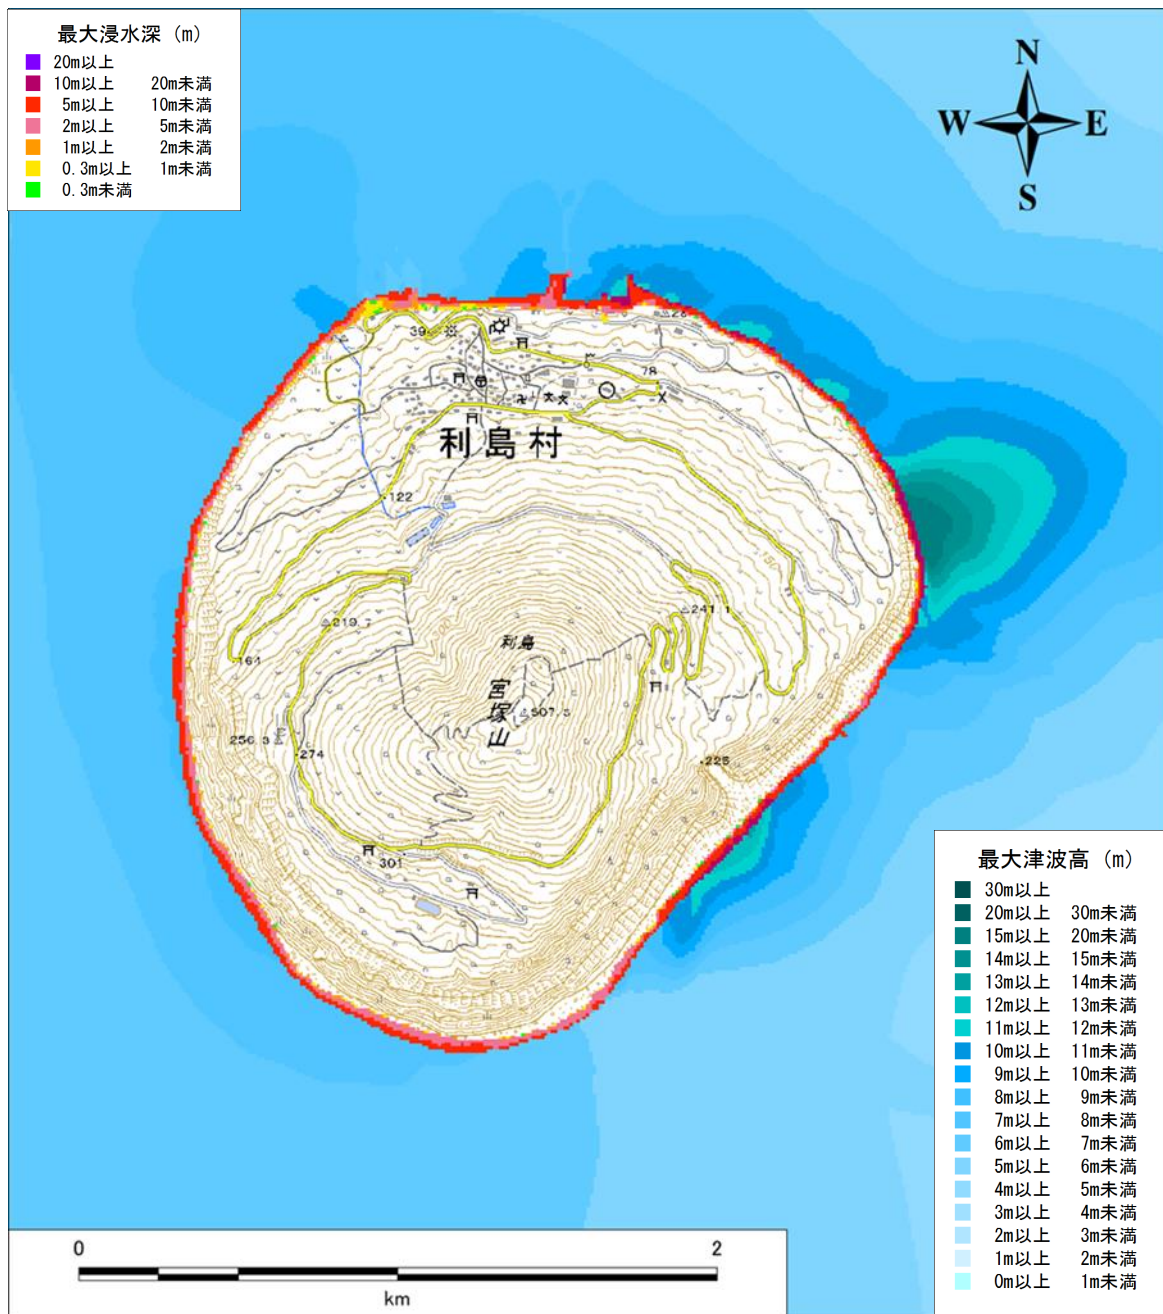 最大浸水深 (m)
20m以上
10m以上 20m未満
5m以上 10m未満
2m以上 5m未満
1m以上 2m未満
0.3m以上 1m未満
0.3m未満
N
W E
S
28
39
78
利島村
122
241.1
219.7
利島
164
宮塚山
507.5
256.3
274
225
301
最大津波高 (m)
30m以上
20m以上 30m未満
15m以上 20m未満
14m以上 15m未満
13m以上 14m未満
12m以上 13m未満
11m以上 12m未満
10m以上 11m未満
9m以上 10m未満
8m以上 9m未満
7m以上 8m未満
6m以上 7m未満
5m以上 6m未満
4m以上 5m未満
3m以上 4m未満
2m以上 3m未満
1m以上 2m未満
0m以上 1m未満
0 2
km